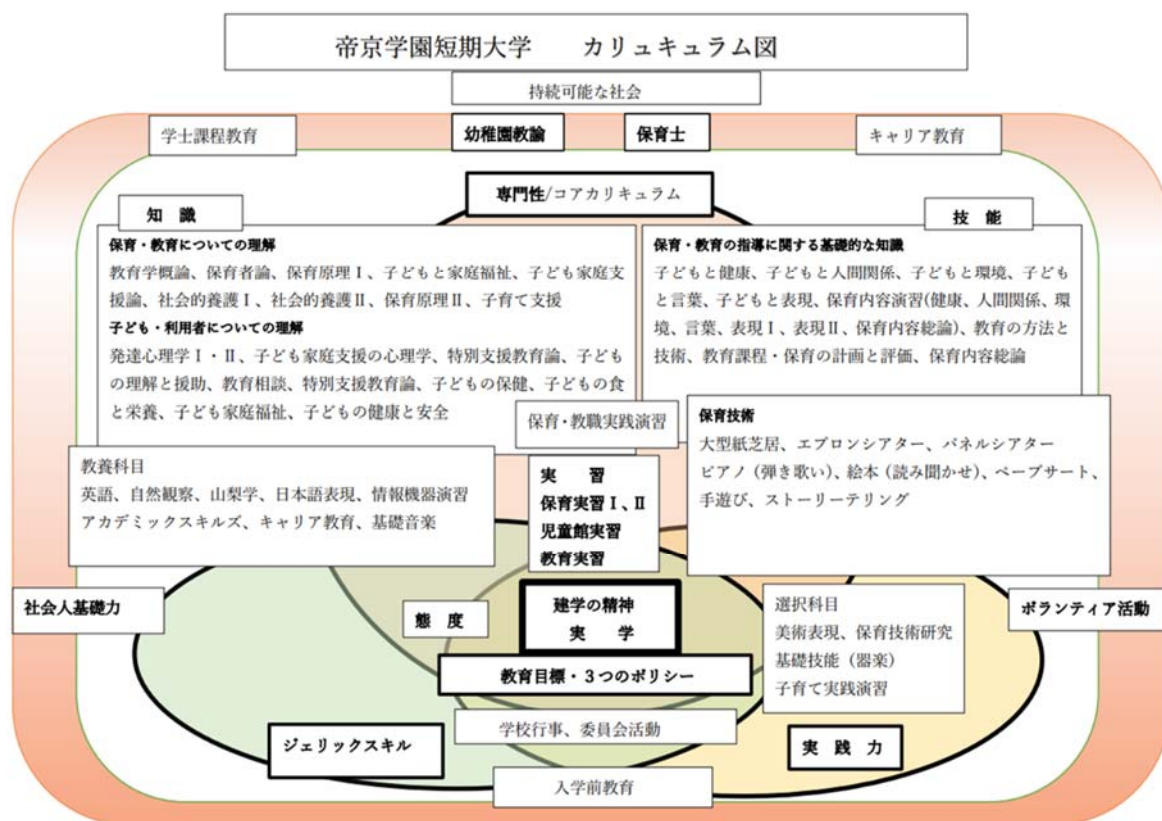 帝京学園短期大学　　カリュキュラム図
持続可能な社会
学士課程教育
幼稚園教諭
保育士
キャリア教育
専門性/コアカリキュラム
知　識
技　能
保育・教育についての理解
教育学概論、保育者論、保育原理Ⅰ、子どもと家庭福祉、子ども家庭支
援論、社会的養護Ⅰ、社会的養護Ⅱ、保育原理Ⅱ、子育て支援
子ども・利用者についての理解
発達心理学Ⅰ・Ⅱ、子ども家庭支援の心理学、特別支援教育論、子ども
の理解と援助、教育相談、特別支援教育論、子どもの保健、子どもの食
と栄養、子ども家庭福祉、子どもの健康と安全
保育・教育の指導に関する基礎的な知識
子どもと健康、子どもと人間関係、子どもと環境、子ども
と言葉、子どもと表現、保育内容演習(健康、人間関係、環
境、言葉、表現Ⅰ、表現Ⅱ、保育内容総論)、教育の方法と
技術、教育課程・保育の計画と評価、保育内容総論
保育・教職実践演習
保育技術
大型紙芝居、エプロンシアター、パネルシアター
ピアノ（弾き歌い）、絵本（読み聞かせ）、ペープサート、
手遊び、ストーリーテリング
教養科目
英語、自然観察、山梨学、日本語表現、情報機器演習
アカデミックスキルズ、キャリア教育、基礎音楽
実　習
保育実習Ⅰ、Ⅱ
児童館実習
教育実習
社会人基礎力
態　度
建学の精神
実　学
選択科目
美術表現、保育技術研究
基礎技能（器楽）
子育て実践演習
ボランティア活動
教育目標・３つのポリシー
学校行事、委員会活動
ジェリックスキル
実　践　力
入学前教育